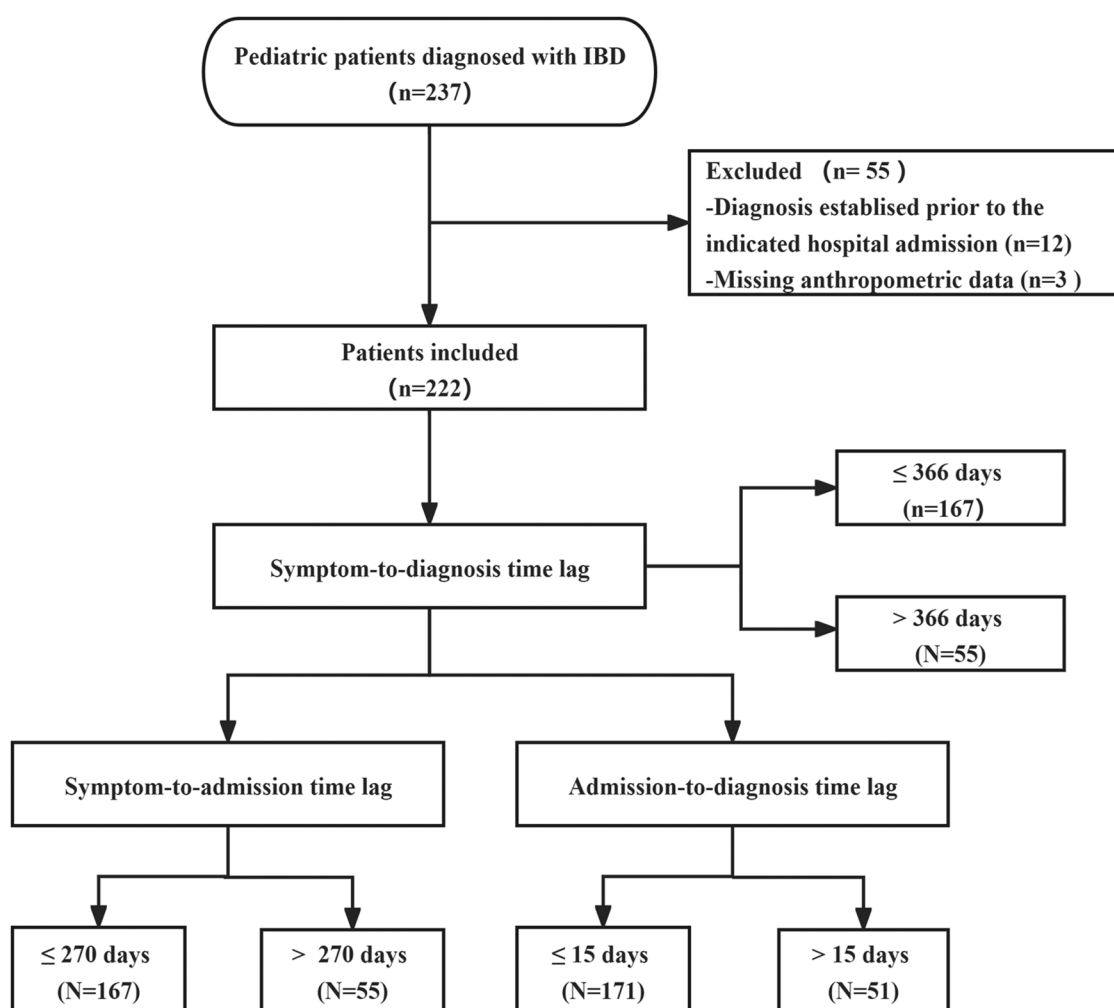 Pediatric patients diagnosed with IBD
(n=237)
Excluded (n= 55 )
-Diagnosis establised prior to the
indicated hospital admission (n=12)
-Missing anthropometric data (n=3 )
Patients included
(n=222)
≤ 366 days
(n=167)
Symptom-to-diagnosis time lag
> 366 days
(N=55)
Symptom-to-admission time lag
Admission-to-diagnosis time lag
≤ 270 days
(N=167)
> 270 days
(N=55)
≤ 15 days
(N=171)
> 15 days
(N=51)